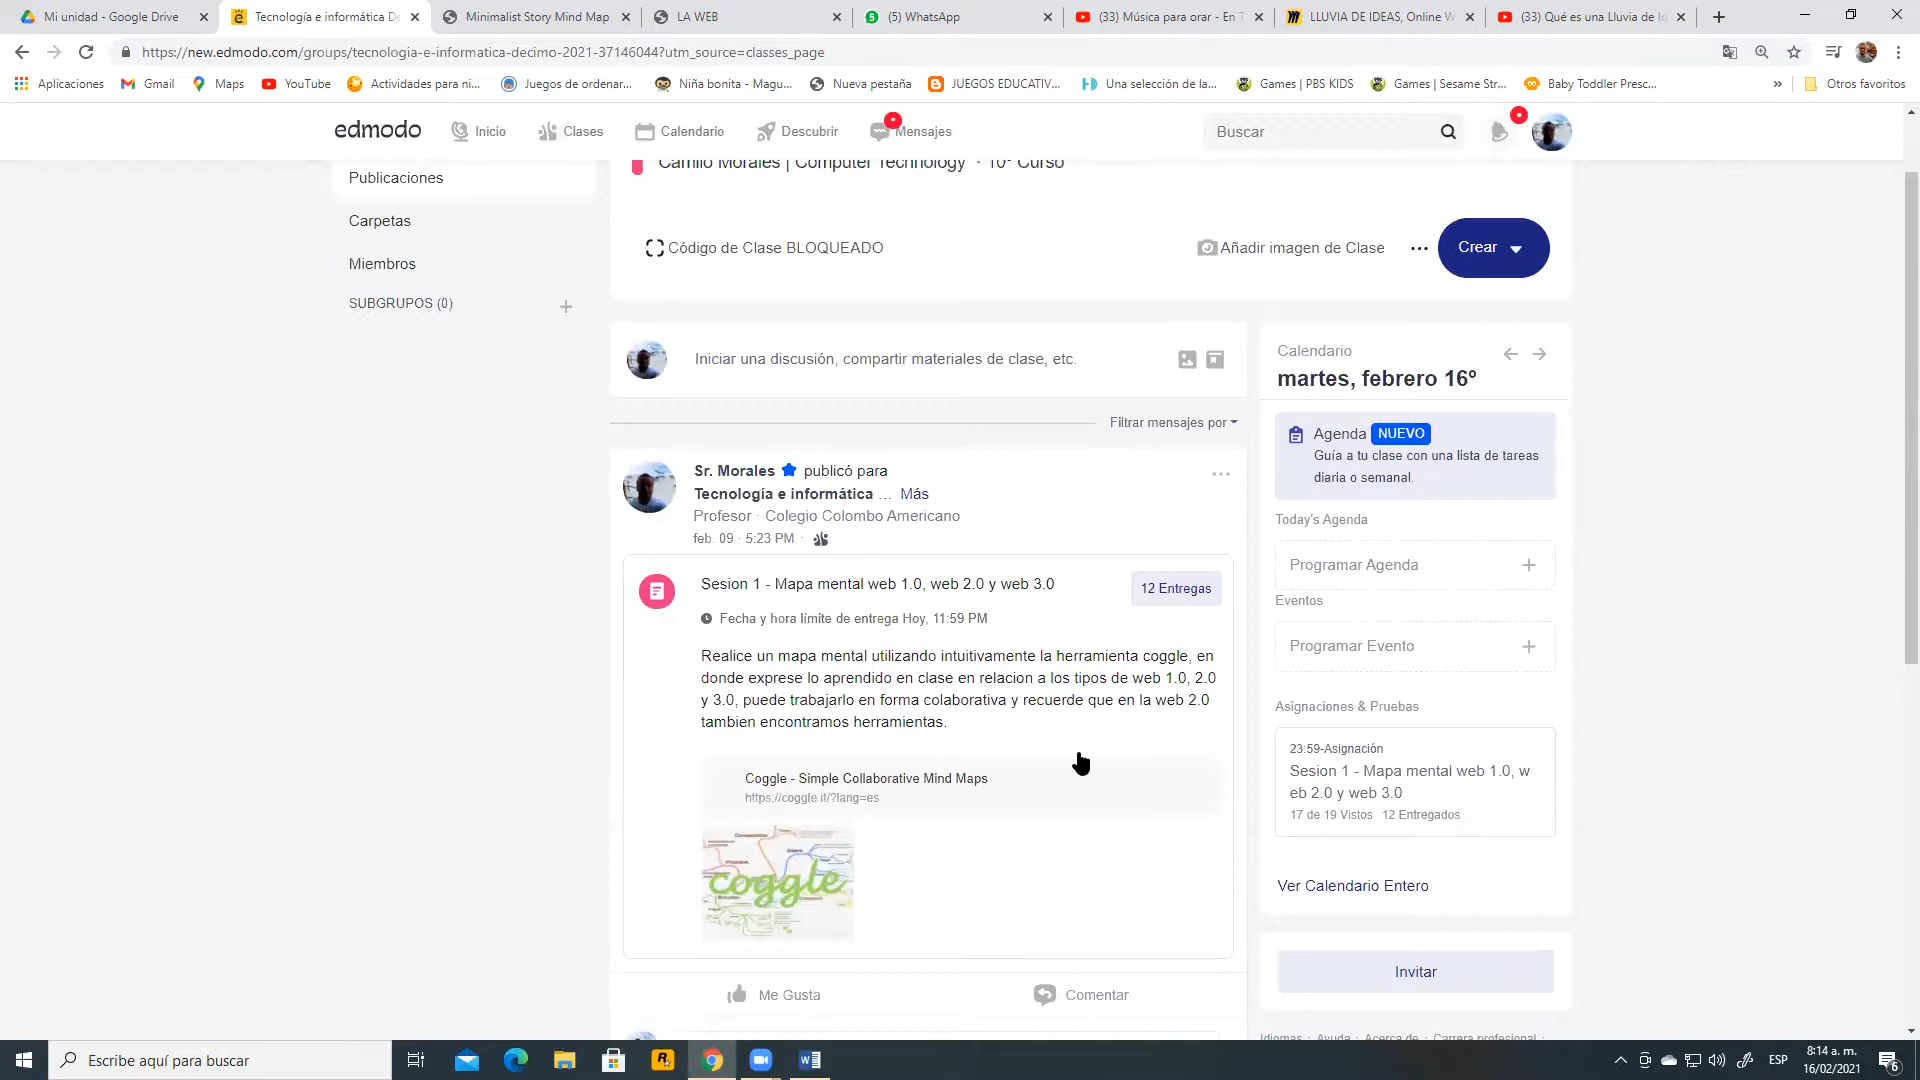 Mi unidad - Google Drive
Tecnología e informática De
Minimalist Story Mind Map
LA WEB
(5) WhatsApp
(33) Música para orar - En T
LLUVIA DE IDEAS, Online W
(33) Qué es una Lluvia de Id
https://new.edmodo.com/groups/tecnologia-e-informatica-decimo-2021-37146044?utm_source=classes_page
Aplicaciones
Gmail
Maps
YouTube
Actividades para ni...
Juegos de ordenar...
Niña bonita - Magu...
Nueva pestaña
JUEGOS EDUCATIV...
Una selección de la...
Games | PBS KIDS
Games | Sesame Str...
Baby Toddler Presc...
»
Otros favoritos
edmodo
Inicio
Clases
Calendario
Descubrir
Mensajes
Buscar
Camilo Morales | Computer Technology · 10º Curso
Publicaciones
Carpetas
Miembros
SUBGRUPOS (0)
Código de Clase BLOQUEADO
Añadir imagen de Clase
Crear
Iniciar una discusión, compartir materiales de clase, etc.
Filtrar mensajes por
Sr. Morales publicó para
Tecnología e informática ... Más
Profesor · Colegio Colombo Americano
feb. 09 · 5:23 PM ·
Sesion 1 - Mapa mental web 1.0, web 2.0 y web 3.0
12 Entregas
Fecha y hora límite de entrega Hoy, 11:59 PM
Realice un mapa mental utilizando intuitivamente la herramienta coggle, en
donde exprese lo aprendido en clase en relacion a los tipos de web 1.0, 2.0
y 3.0, puede trabajarlo en forma colaborativa y recuerde que en la web 2.0
tambien encontramos herramientas.
Coggle - Simple Collaborative Mind Maps
https://coggle.it/?lang=es
coggle
Me Gusta
Comentar
Calendario
martes, febrero 16º
Agenda NUEVO
Guía a tu clase con una lista de tareas
diaria o semanal.
Today's Agenda
Programar Agenda
Eventos
Programar Evento
Asignaciones & Pruebas
23:59-Asignación
Sesion 1 - Mapa mental web 1.0, w
eb 2.0 y web 3.0
17 de 19 Vistos 12 Entregados
Ver Calendario Entero
Invitar
Idiomas · Ayuda · Acerca de · Carrera profesional ·
Escribe aquí para buscar
ESP
8:14 a. m.
16/02/2021
6